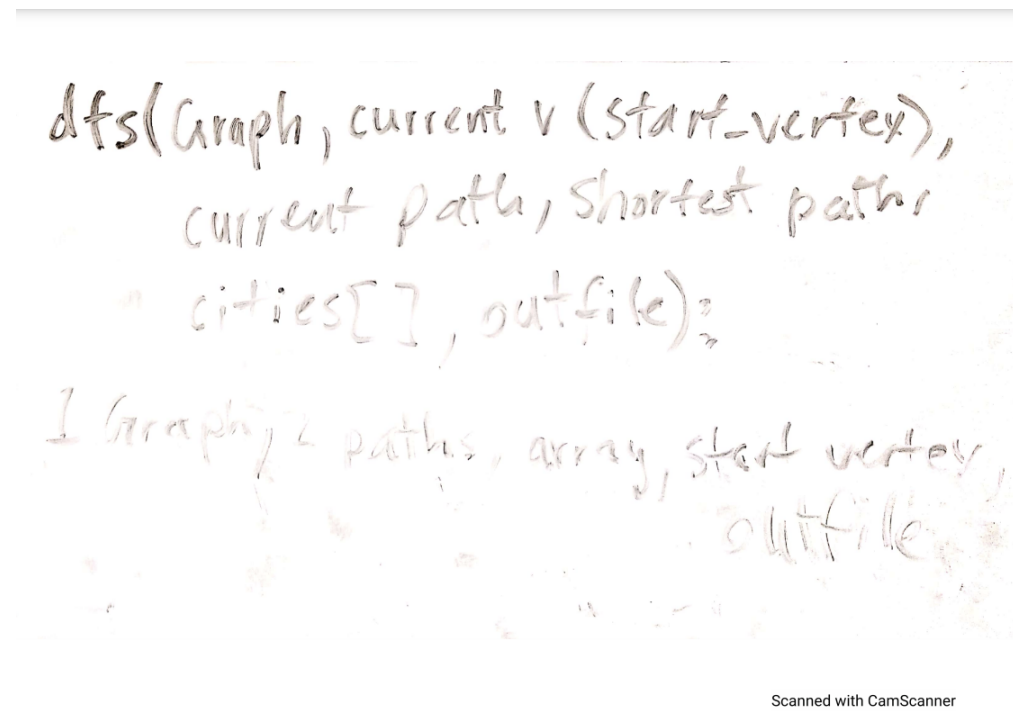 dfs(Graph, current v (start_vertex),
current path, shortest path,
cities[], outfile):
1 Graph, 2 paths, array, start vertex,
outfile
Scanned with CamScanner